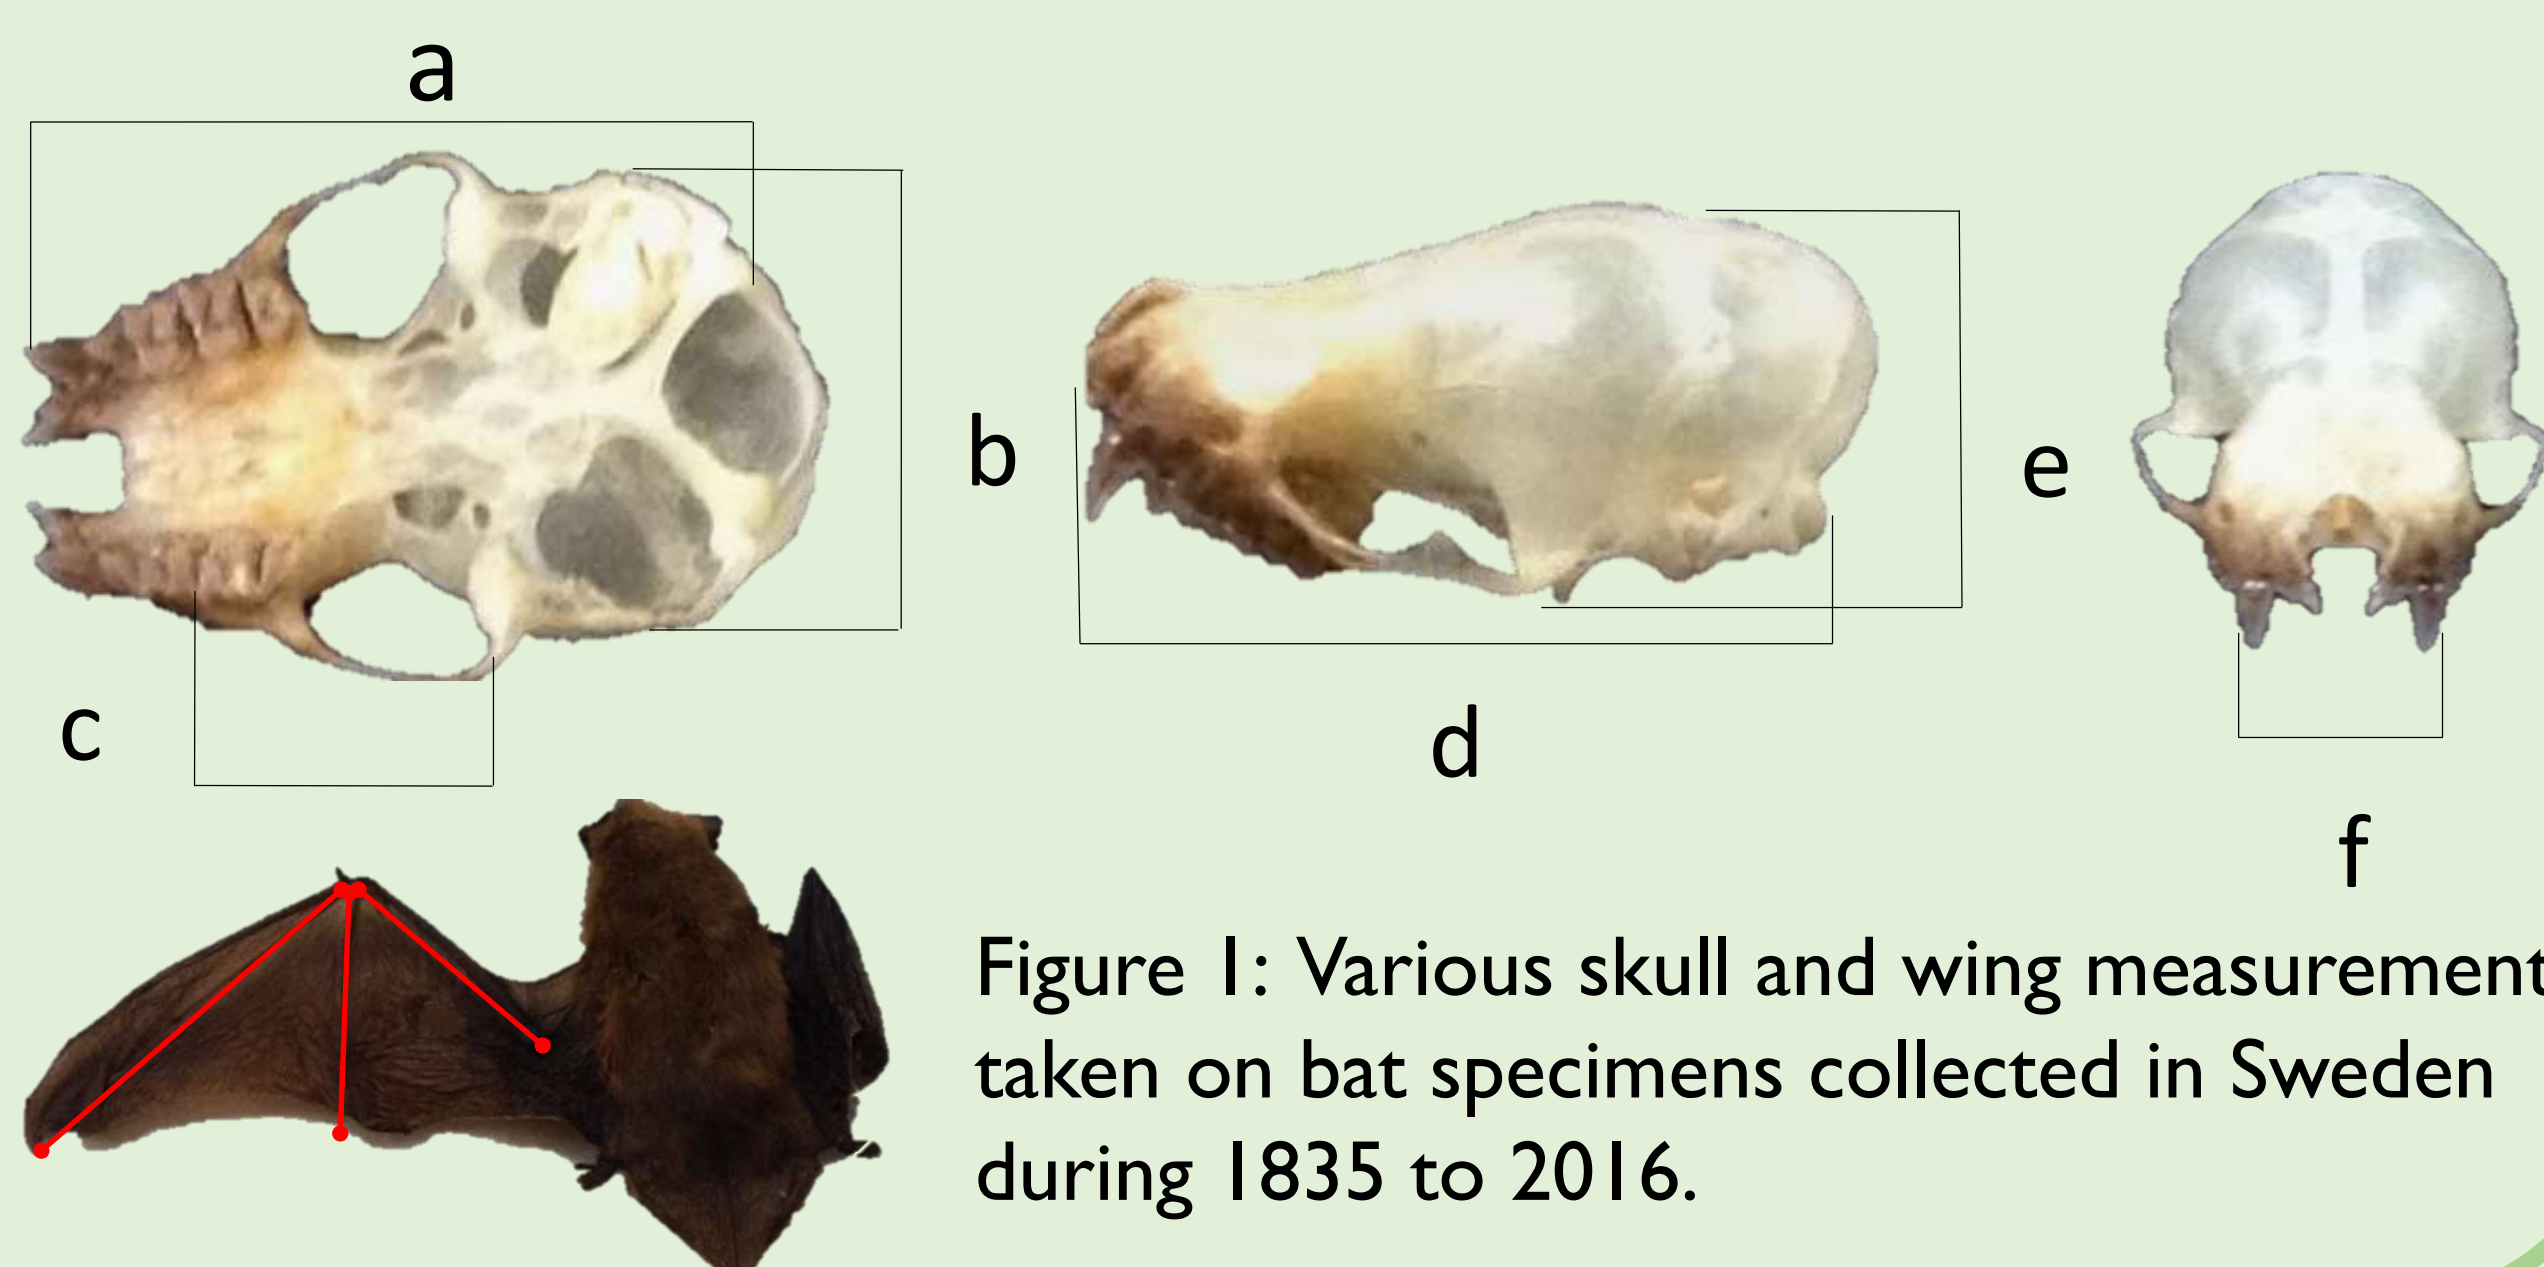 a
b
c
d
e
f
Figure 1: Various skull and wing measurement
taken on bat specimens collected in Sweden
during 1835 to 2016.